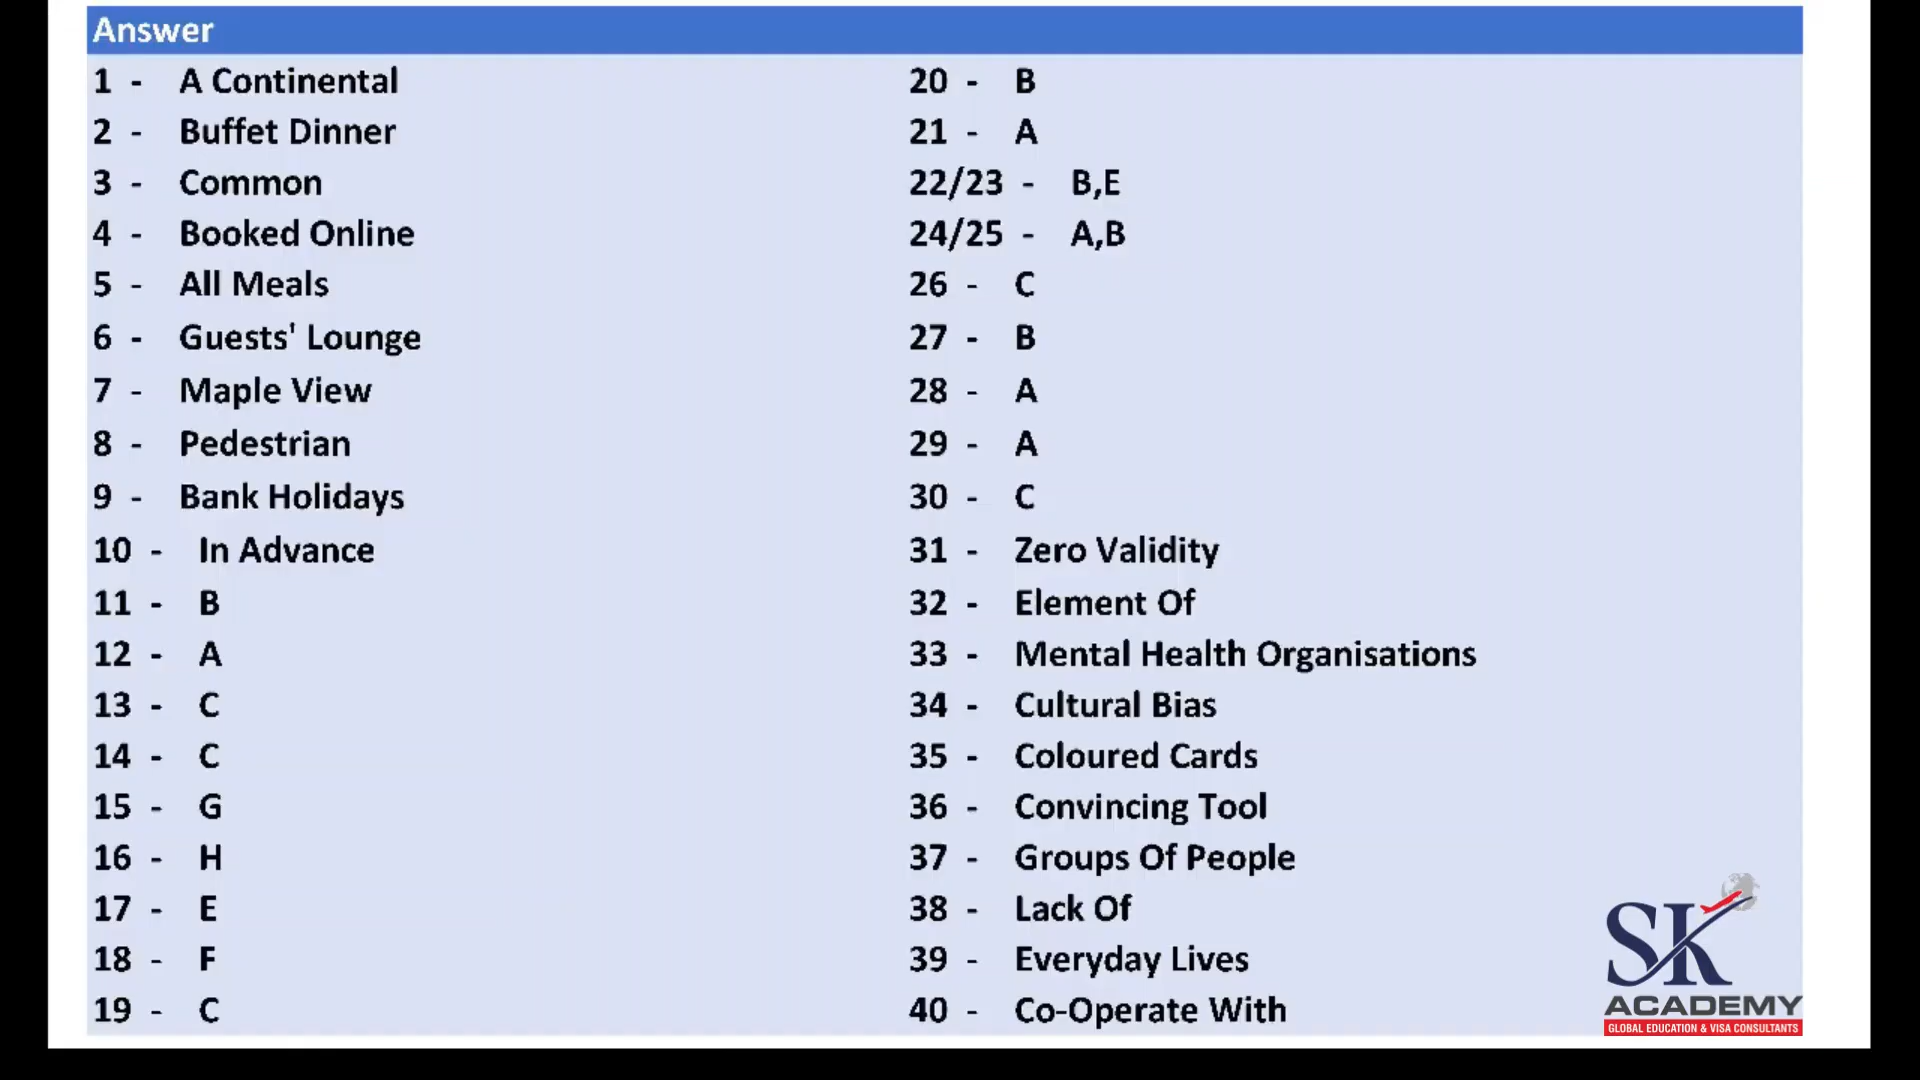 Answer
1 - A Continental
2 - Buffet Dinner
3 - Common
4 - Booked Online
5 - All Meals
6 - Guests' Lounge
7 - Maple View
8 - Pedestrian
9 - Bank Holidays
10 - In Advance
11 - B
12 - A
13 - C
14 - C
15 - G
16 - H
17 - E
18 - F
19 - C
20 - B
21 - A
22/23 - B,E
24/25 - A,B
26 - C
27 - B
28 - A
29 - A
30 - C
31 - Zero Validity
32 - Element Of
33 - Mental Health Organisations
34 - Cultural Bias
35 - Coloured Cards
36 - Convincing Tool
37 - Groups Of People
38 - Lack Of
39 - Everyday Lives
40 - Co-Operate With
SK
ACADEMY
GLOBAL EDUCATION & VISA CONSULTANTS